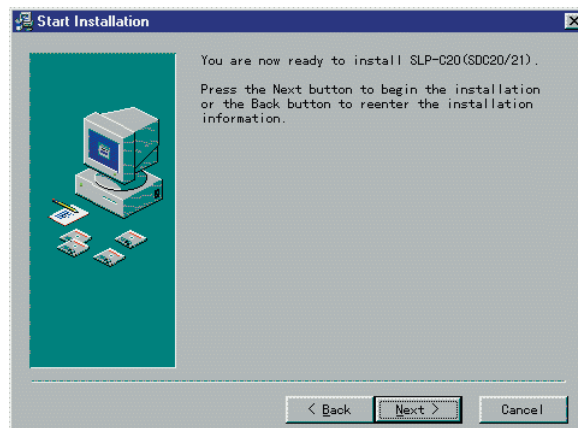 Start Installation
You are now ready to install SLP-C20(SDC20/21).
Press the Next button to begin the installation
or the Back button to reenter the installation
information.
< Back
Next >
Cancel